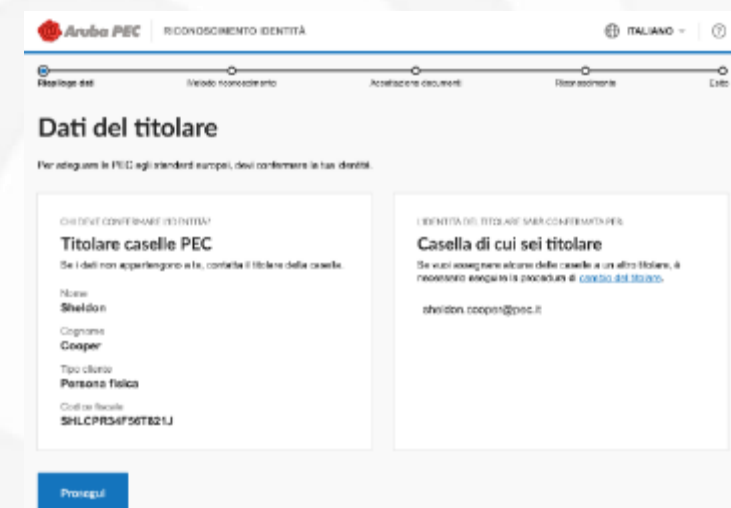 Aruba PEC
RICONOSCIMENTO IDENTITÀ
ITALIANO
Riepilogo dati
Metodo riconoscimento
Accettazione documenti
Riconoscimento
Esito
Dati del titolare
Per adeguare le PEC agli standard europei, devi confermare la tua identità.
CHI DEVE CONFERMARE L'IDENTITÀ?
Titolare caselle PEC
Se i dati non appartengono a te, contatta il titolare della casella.
Nome
Sheldon
Cognome
Cooper
Tipo cliente
Persona fisica
Codice fiscale
SHLCPR34F56T821J
L'IDENTITÀ DEL TITOLARE SARÀ CONFERMATA PER:
Casella di cui sei titolare
Se vuoi assegnare alcune delle caselle a un altro titolare, è
necessario eseguire la procedura di cambio del titolare.
sheldon.cooper@pec.it
Prosegui